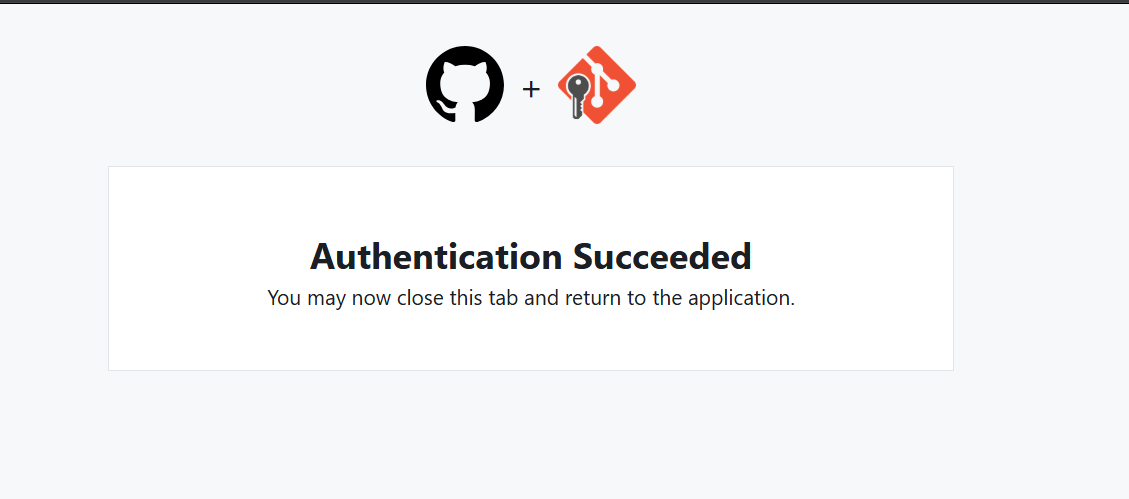 +
Authentication Succeeded
You may now close this tab and return to the application.